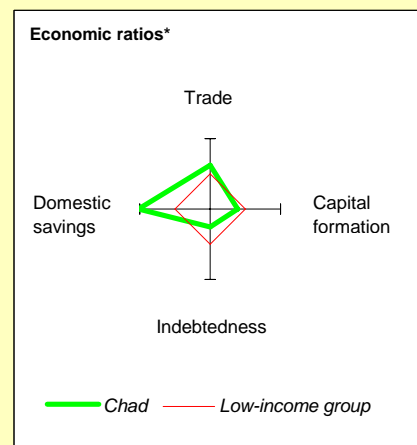 Economic ratios*
Trade
Domestic
savings
Capital
formation
Indebtedness
Chad
Low-income group